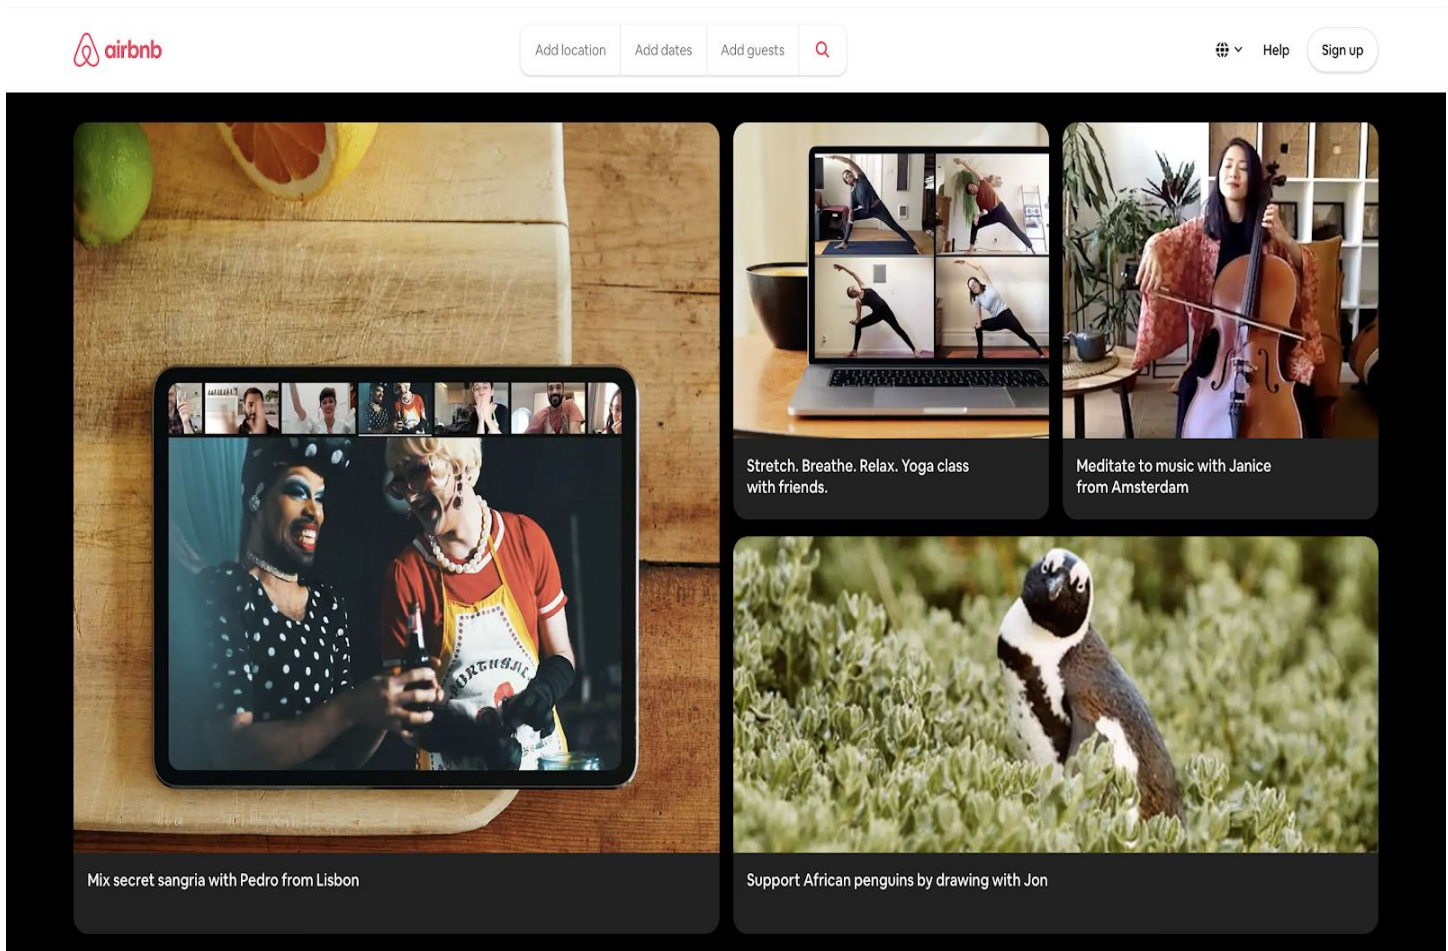 airbnb
Add location
Add dates
Add guests
Help
Sign up
Stretch. Breathe. Relax. Yoga class
with friends.
Meditate to music with Janice
from Amsterdam
Mix secret sangria with Pedro from Lisbon
Support African penguins by drawing with Jon